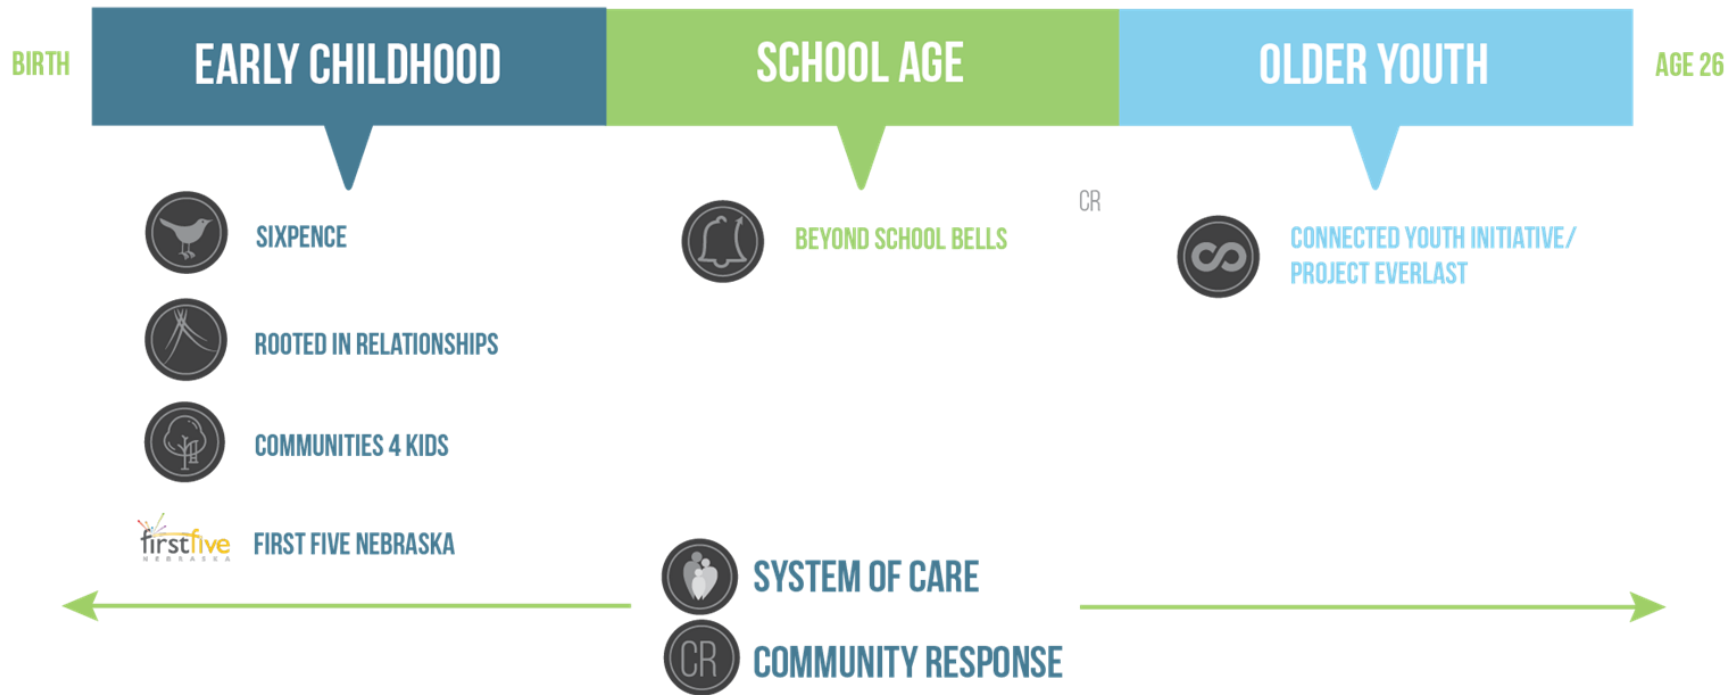 BIRTH
EARLY CHILDHOOD
SCHOOL AGE
OLDER YOUTH
AGE 26
SIXPENCE
ROOTED IN RELATIONSHIPS
COMMUNITIES 4 KIDS
firstfive
NEBRASKA
FIRST FIVE NEBRASKA
BEYOND SCHOOL BELLS
CR
CONNECTED YOUTH INITIATIVE/
PROJECT EVERLAST
SYSTEM OF CARE
CR
COMMUNITY RESPONSE